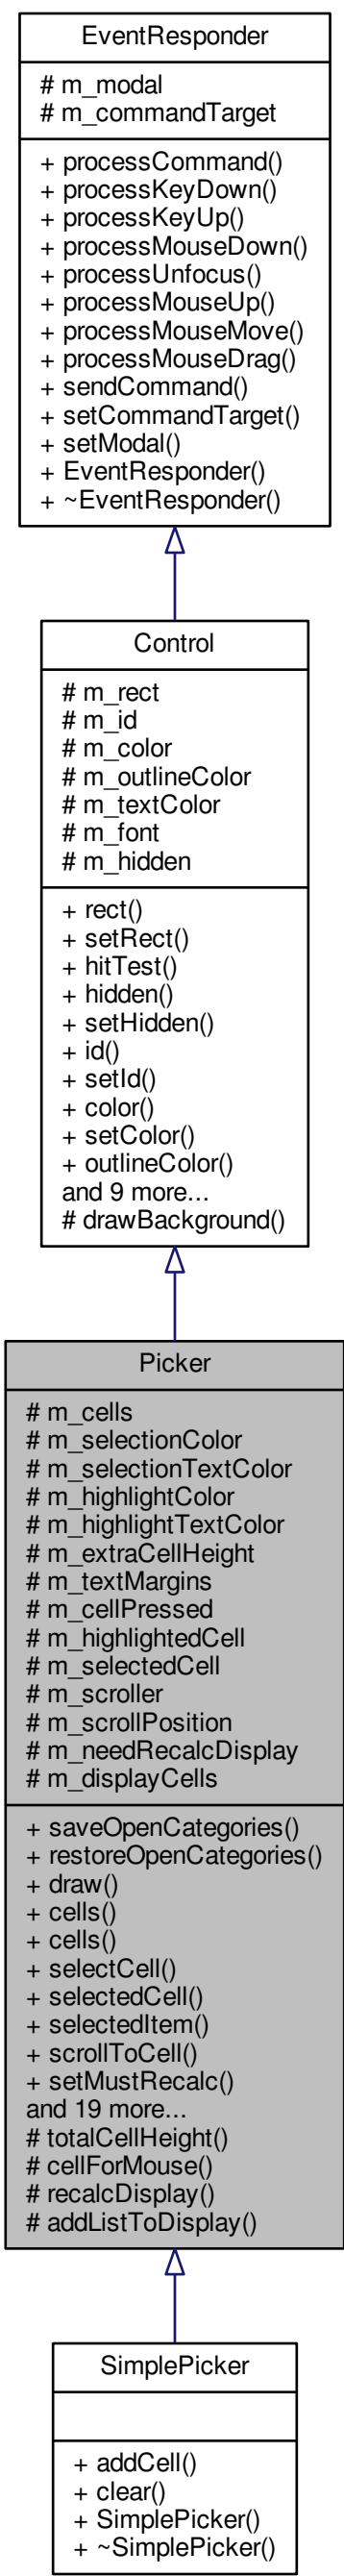 EventResponder
# m_modal
# m_commandTarget
+ processCommand()
+ processKeyDown()
+ processKeyUp()
+ processMouseDown()
+ processUnfocus()
+ processMouseUp()
+ processMouseMove()
+ processMouseDrag()
+ sendCommand()
+ setCommandTarget()
+ setModal()
+ EventResponder()
+ ~EventResponder()
Control
# m_rect
# m_id
# m_color
# m_outlineColor
# m_textColor
# m_font
# m_hidden
+ rect()
+ setRect()
+ hitTest()
+ hidden()
+ setHidden()
+ id()
+ setId()
+ color()
+ setColor()
+ outlineColor()
and 9 more...
# drawBackground()
Picker
# m_cells
# m_selectionColor
# m_selectionTextColor
# m_highlightColor
# m_highlightTextColor
# m_extraCellHeight
# m_textMargins
# m_cellPressed
# m_highlightedCell
# m_selectedCell
# m_scroller
# m_scrollPosition
# m_needRecalcDisplay
# m_displayCells
+ saveOpenCategories()
+ restoreOpenCategories()
+ draw()
+ cells()
+ cells()
+ selectCell()
+ selectedCell()
+ selectedItem()
+ scrollToCell()
+ setMustRecalc()
and 19 more...
# totalCellHeight()
# cellForMouse()
# recalcDisplay()
# addListToDisplay()
SimplePicker
+ addCell()
+ clear()
+ SimplePicker()
+ ~SimplePicker()